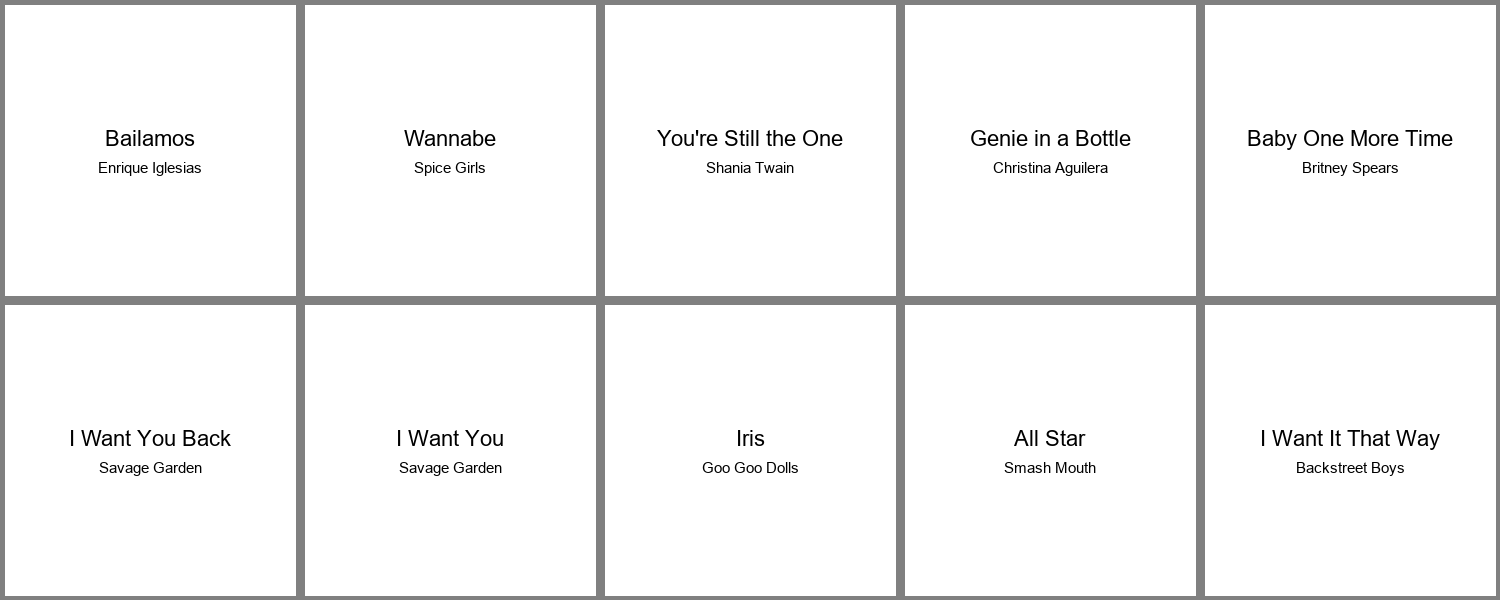 Bailamos
Enrique Iglesias
Wannabe
Spice Girls
You're Still the One
Shania Twain
Genie in a Bottle
Christina Aguilera
Baby One More Time
Britney Spears
I Want You Back
Savage Garden
I Want You
Savage Garden
Iris
Goo Goo Dolls
All Star
Smash Mouth
I Want It That Way
Backstreet Boys